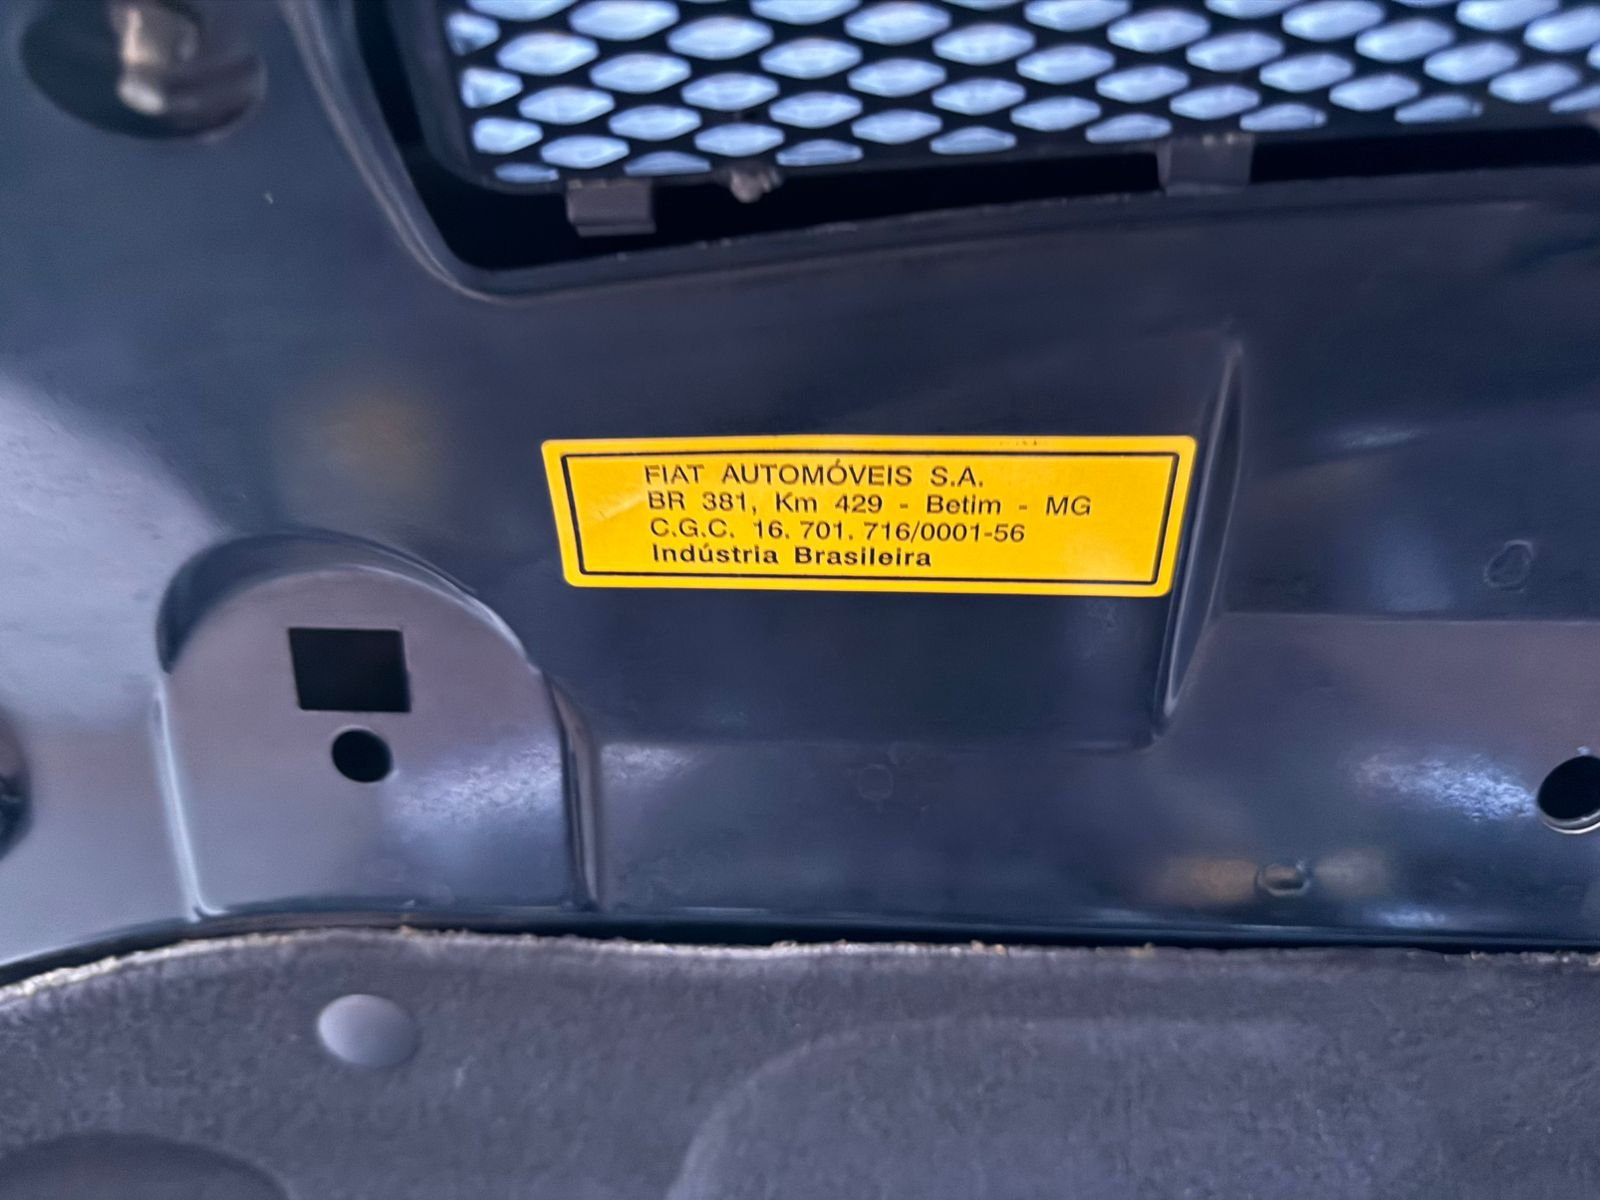 FIAT AUTOMÓVEIS S.A.
BR 381, Km 429 - Betim - MG
C.G.C. 16. 701. 716/0001-56
Indústria Brasileira